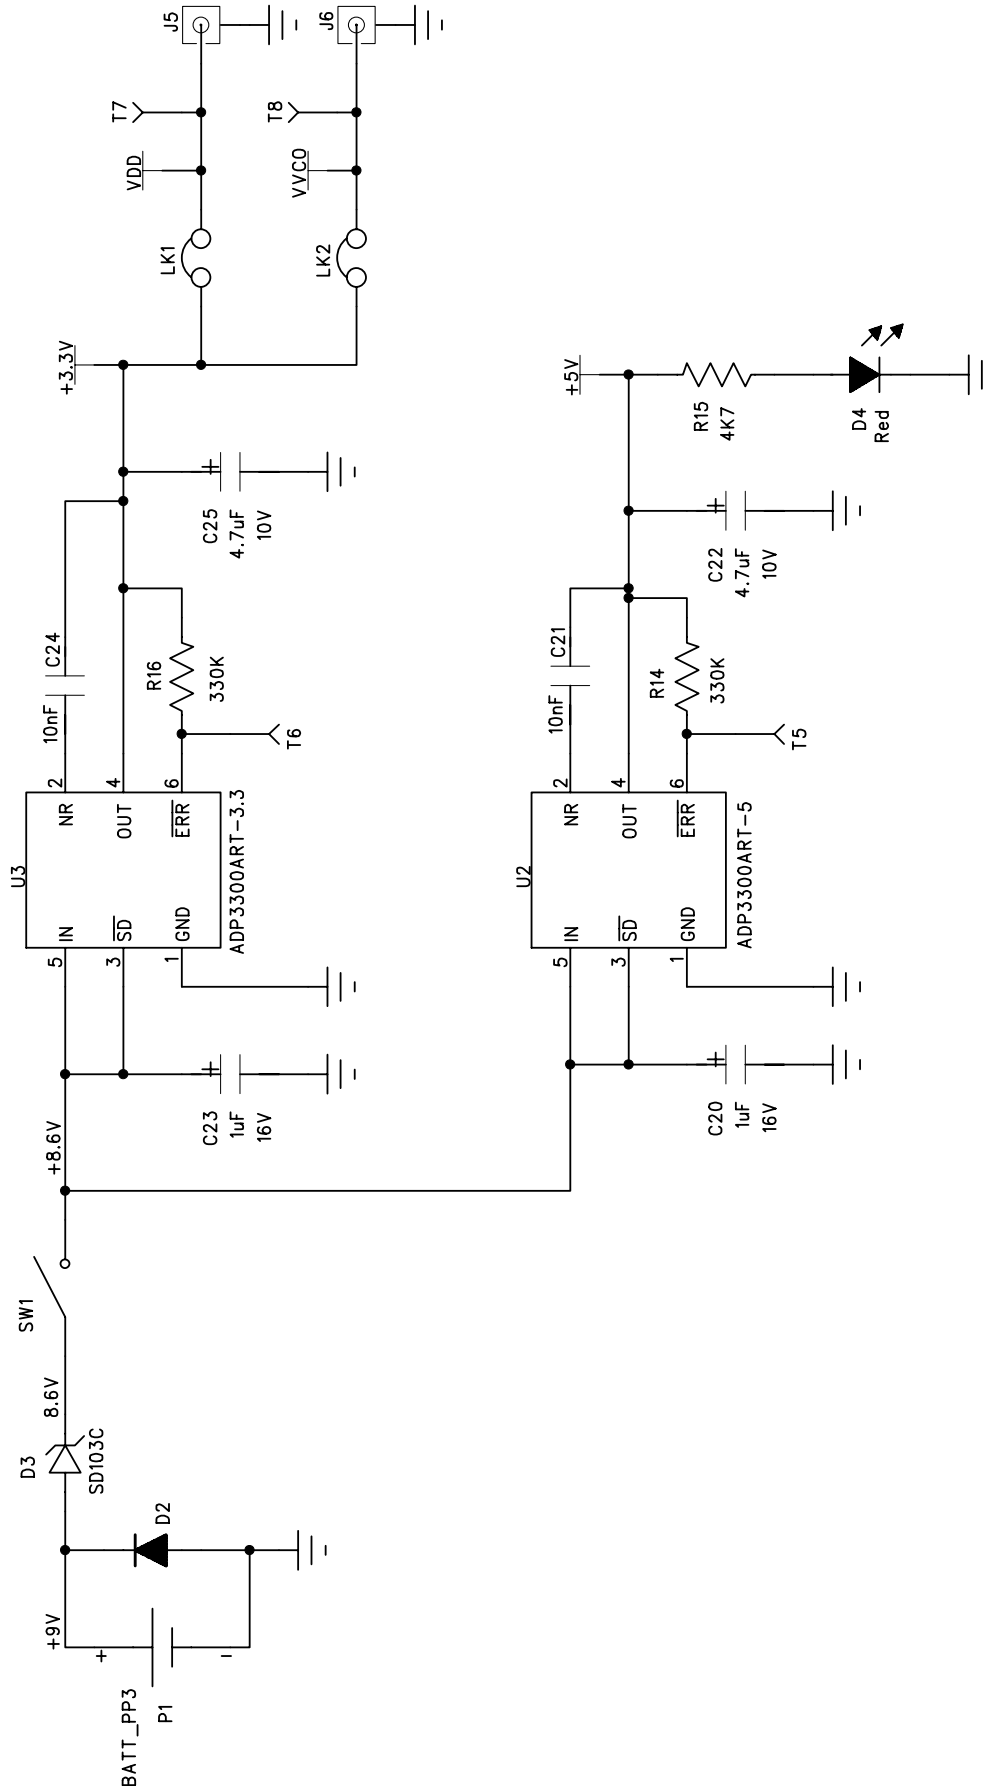 BATT_PP3
P1
+
-
+9V
D2
D3
SD103C
8.6V
SW1
+8.6V
C23
1uF
16V
U3
5
IN
3
SD
1
GND
NR
2
OUT
4
ERR
6
ADP3300ART-3.3
10nF
C24
R16
330K
T6
C25
4.7uF
10V
+
+
+3.3V
LK1
LK2
VDD
VVCO
T7
T8
J5
J6
C20
1uF
16V
+
U2
5
IN
3
SD
1
GND
NR
2
OUT
4
ERR
6
ADP3300ART-5
10nF
C21
R14
330K
T5
C22
4.7uF
10V
+
+5V
R15
4K7
D4
Red